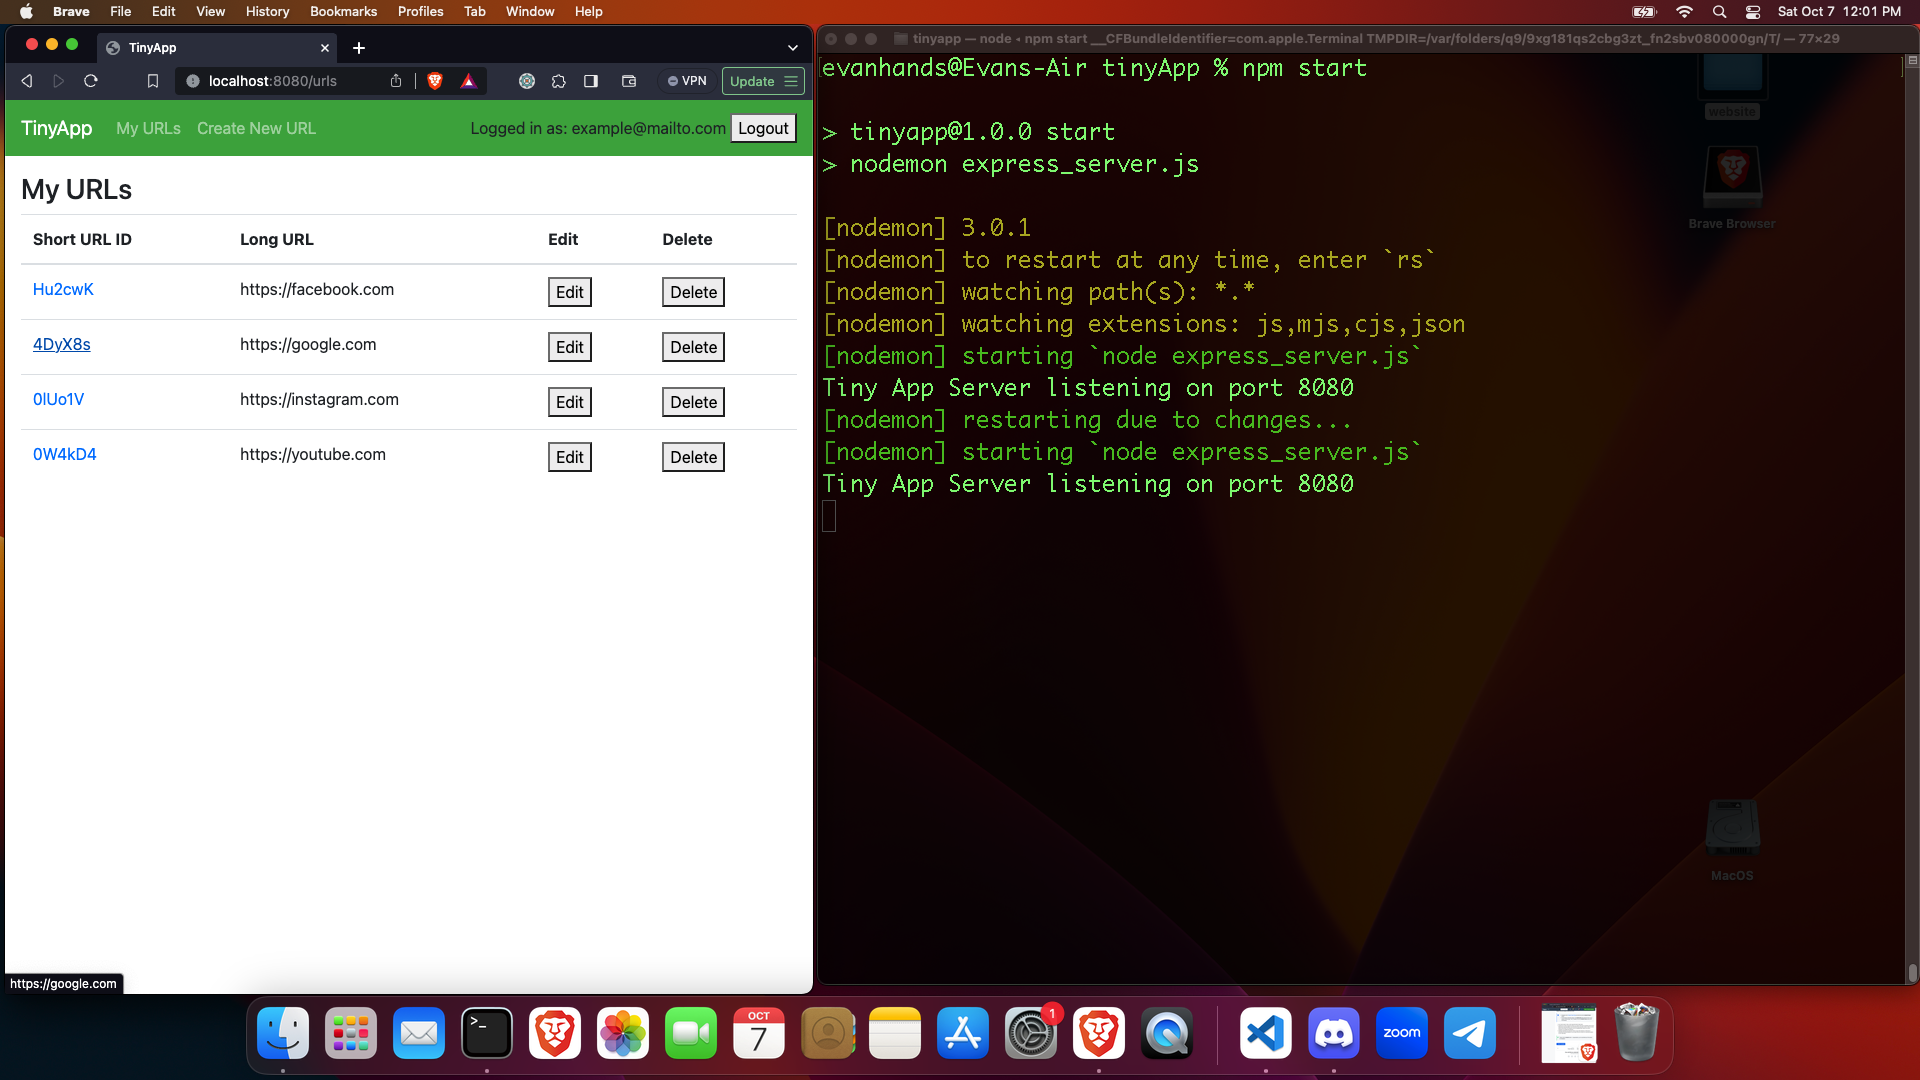 Brave File Edit View History Bookmarks Profiles Tab Window Help
Sat Oct 7 12:01 PM
TinyApp
localhost:8080/urls
VPN
Update
TinyApp My URLs Create New URL
Logged in as: example@mailto.com Logout
My URLs
Short URL ID Long URL Edit Delete
Hu2cwK https://facebook.com Edit Delete
4DyX8s https://google.com Edit Delete
0lUo1V https://instagram.com Edit Delete
0W4kD4 https://youtube.com Edit Delete
https://google.com
tinyapp — node ◂ npm start __CFBundleIdentifier=com.apple.Terminal TMPDIR=/var/folders/q9/9xg181qs2cbg3zt_fn2sbv080000gn/T/ — 77×29
evanhands@Evans-Air tinyApp % npm start
> tinyapp@1.0.0 start
> nodemon express_server.js
[nodemon] 3.0.1
[nodemon] to restart at any time, enter `rs`
[nodemon] watching path(s): *.*
[nodemon] watching extensions: js,mjs,cjs,json
[nodemon] starting `node express_server.js`
Tiny App Server listening on port 8080
[nodemon] restarting due to changes...
[nodemon] starting `node express_server.js`
Tiny App Server listening on port 8080
website
Brave Browser
MacOS
>_
OCT
7
1
zoom